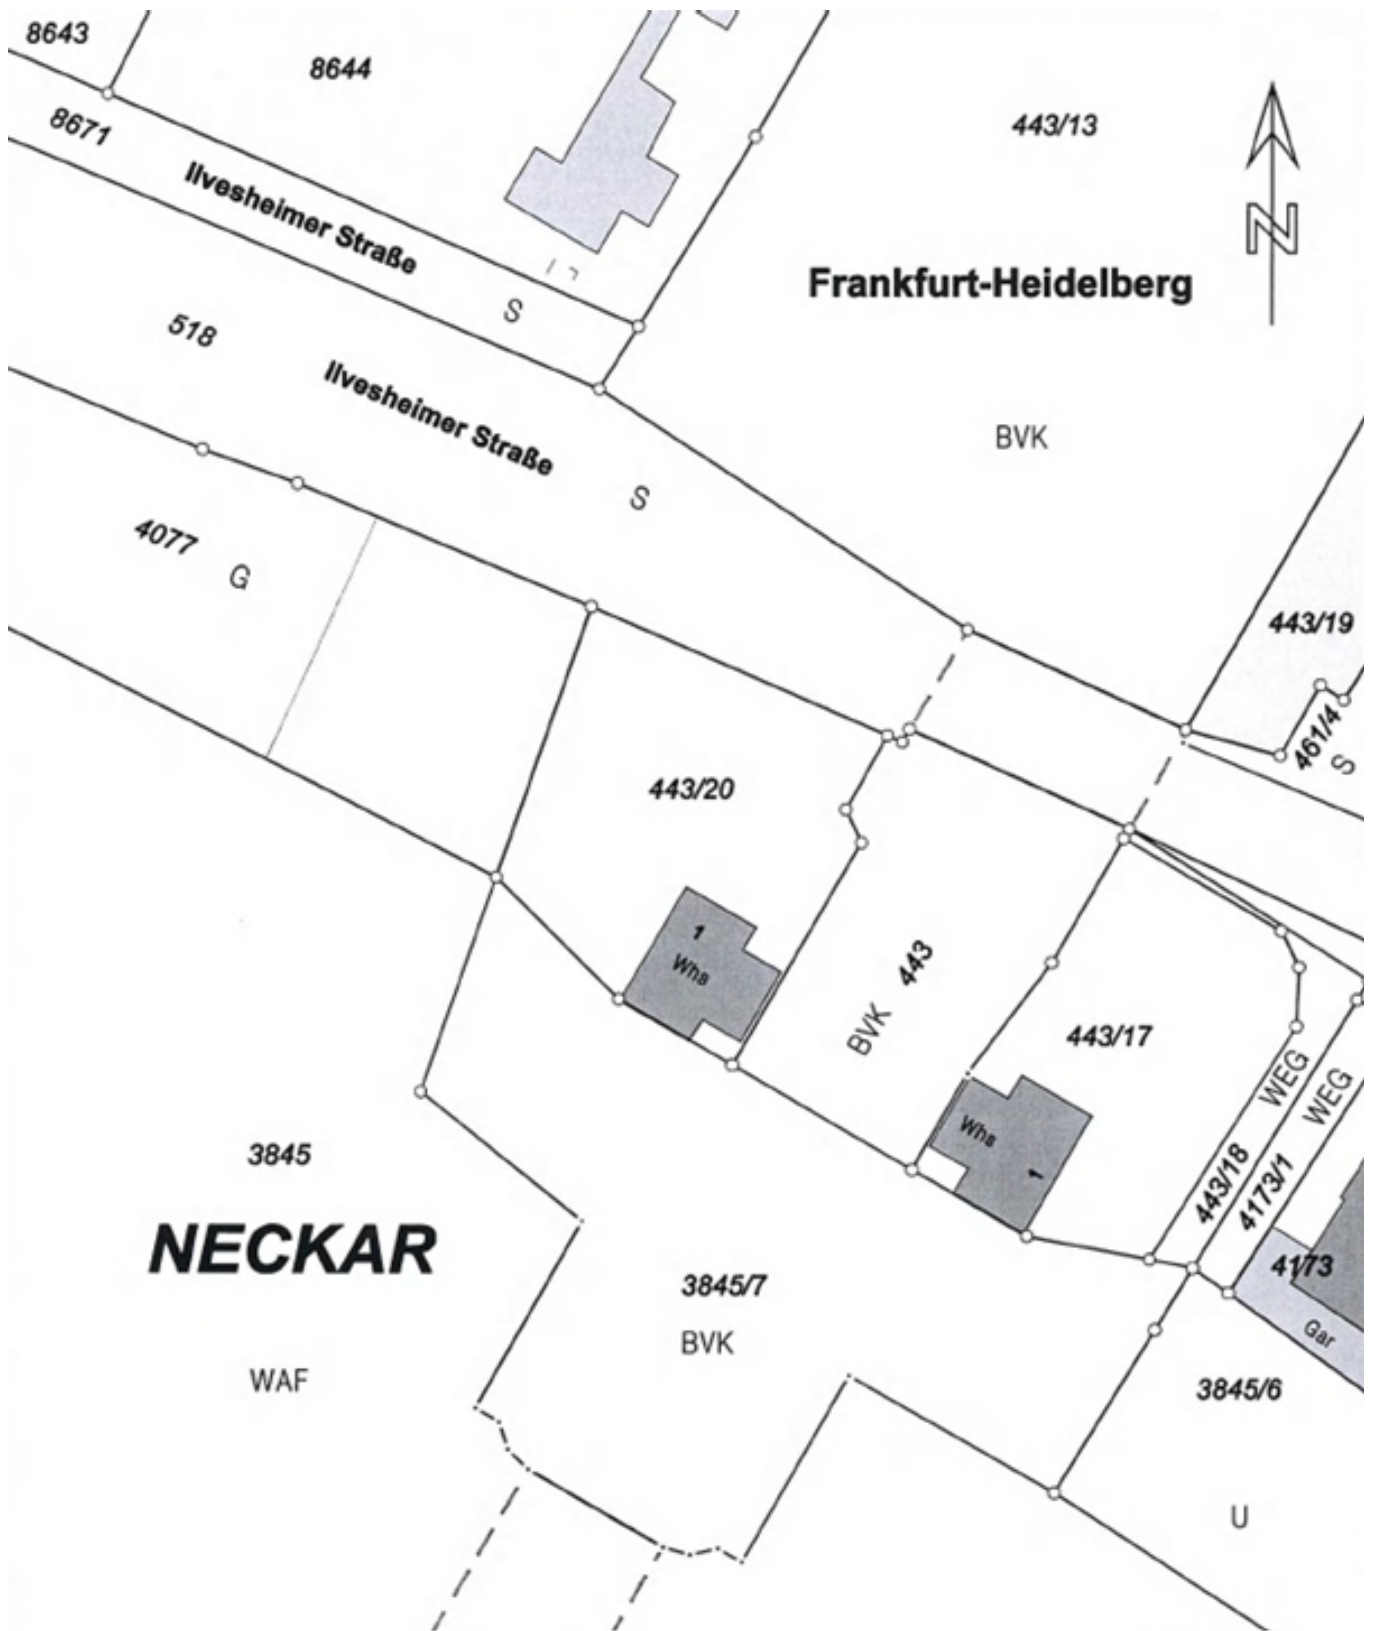 8643
8644
8671
443/13
Ilvesheimer Straße
S
N
Frankfurt-Heidelberg
518
Ilvesheimer Straße
S
BVK
4077
G
443/19
461/4
S
443/20
1
Whs
BVK 443
443/17
WEG
WEG
Whs
1
443/18
4173/1
3845
NECKAR
WAF
3845/7
BVK
4173
Gar
3845/6
U